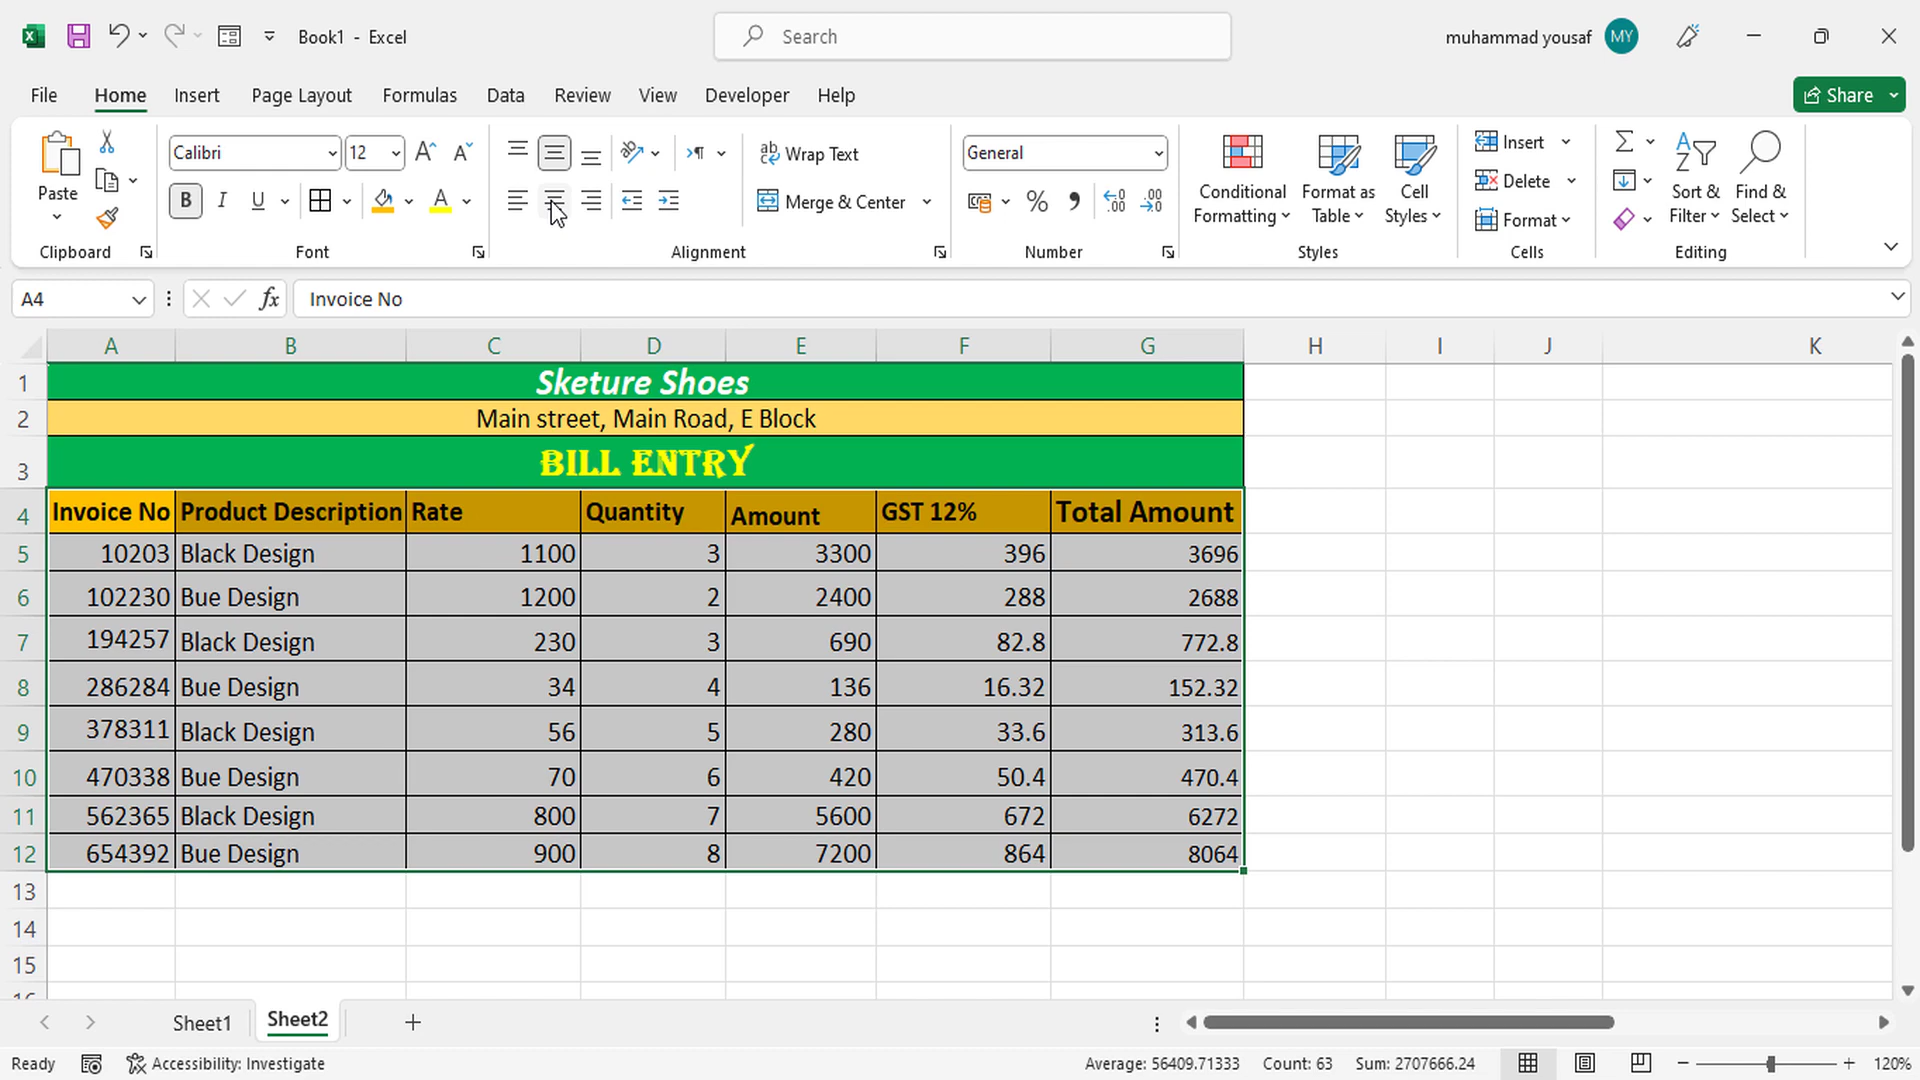 Book1 - Excel
Search
muhammad yousaf
MY
File Home Insert Page Layout Formulas Data Review View Developer Help
Share
Paste
Clipboard
Calibri 12
B I U A
Font
Wrap Text
Merge & Center
Alignment
General
Number
Conditional Formatting
Format as Table
Cell Styles
Styles
Insert
Delete
Format
Cells
Sort & Filter
Find & Select
Editing
A4
fx
Invoice No
A B C D E F G H I J K
1 Sketure Shoes
2 Main street, Main Road, E Block
3 BILL ENTRY
4 Invoice No Product Description Rate Quantity Amount GST 12% Total Amount
5 10203 Black Design 1100 3 3300 396 3696
6 102230 Bue Design 1200 2 2400 288 2688
7 194257 Black Design 230 3 690 82.8 772.8
8 286284 Bue Design 34 4 136 16.32 152.32
9 378311 Black Design 56 5 280 33.6 313.6
10 470338 Bue Design 70 6 420 50.4 470.4
11 562365 Black Design 800 7 5600 672 6272
12 654392 Bue Design 900 8 7200 864 8064
13
14
15
Sheet1 Sheet2
Ready
Accessibility: Investigate
Average: 56409.71333 Count: 63 Sum: 2707666.24
120%